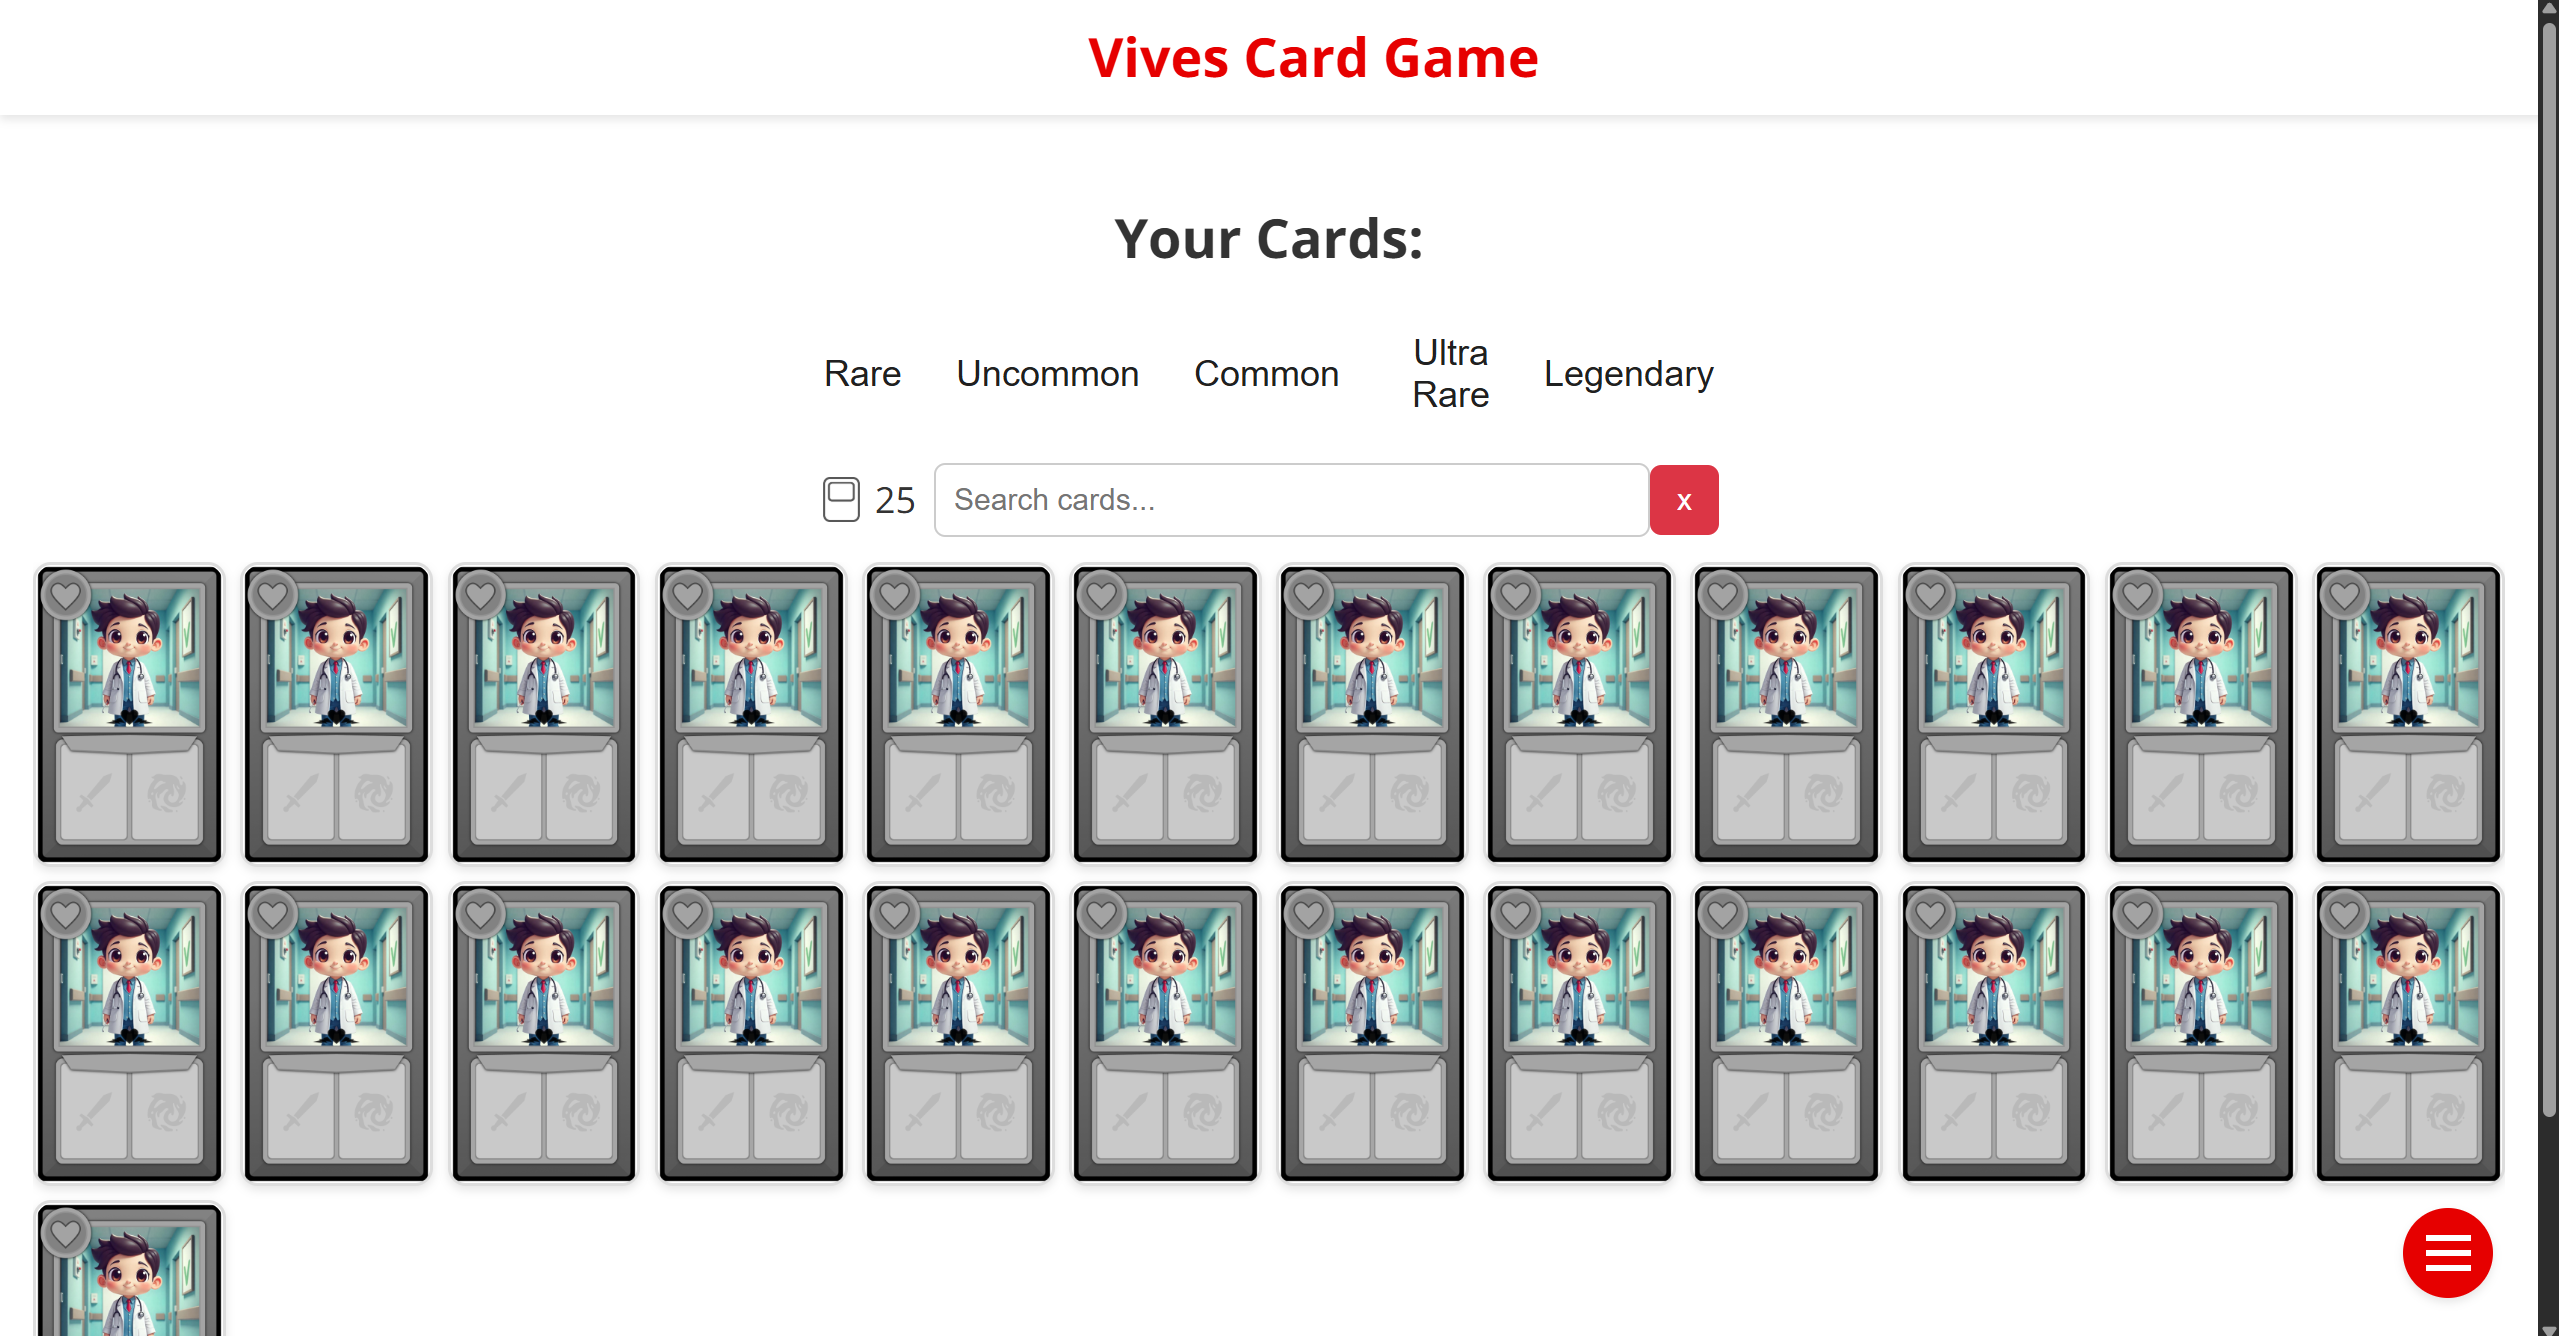 Vives Card Game
Your Cards:
Rare
Uncommon
Common
Ultra
Rare
Legendary
25
Search cards...
x